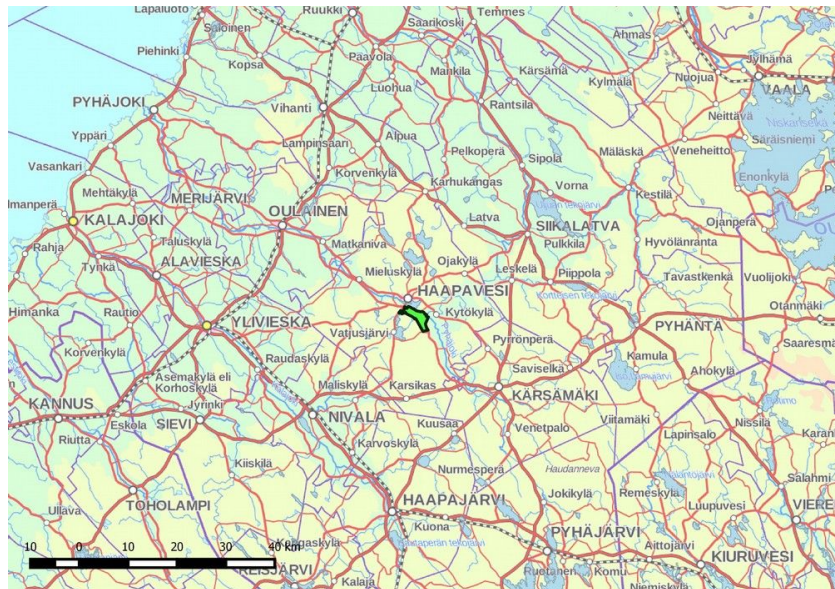 Lapaluoto
Ruukki
Temmes
Saarikoski
Ahmas
Jylhämä
Saloinen
Piehinki
Kopsa
Paavola
Mankila
Kärsämä
Nuojua
Luohua
Kylmälä
VAALA
PYHÄJOKI
Vihanti
Rantsila
Neittävä
Niskanselkä
Yppäri
Lampinsaari
Alpua
Säräisniemi
Pelkoperä
Mäläskä
Veneheitto
Vasankari
Korvenkylä
Sipola
Enonkylä
Mehtäkylä
Karhukangas
Vorna
Kestilä
MERIJÄRVI
KALAJOKI
OULAINEN
Latva
SIIKALATVA
Ojanperä
Rahja
Taluskylä
Matkaniva
Pulkkila
Hyvölänranta
Tynkä
ALAVIESKA
Mieluskylä
Ojakylä
Leskelä
Piippola
Tavastkenkä
Vuolijoki
Himanka
Rautio
HAAPAVESI
Kytökylä
Otanmäki
YLIVIESKA
Vatjusjärvi
PYHÄNTÄ
Korvenkylä
Pyrrönperä
Saaresmä
Raudaskylä
Saviselkä
Kamula
Asemakylä eli
Korhoskylä
Maliskylä
Karsikas
KÄRSÄMÄKI
Ahokylä
KANNUS
Jyrinki
NIVALA
Eskola
SIEVI
Kuusaa
Venetpalo
Viitamäki
Nissilä
Riutta
Karvoskylä
Lapinsalo
Kiiskilä
Nurmesperä
Haudanneva
Salahmi
TOHOLAMPI
Jokikylä
Remeskylä
Ullava
HAAPAJÄRVI
Luupuvesi
Kuona
PYHÄJÄRVI
Aittojärvi
10 0 10 20 30 40 km
KIURUVESI
Ruotanen
Komu
REISJÄRVI
Kalaja
Niemiskylä